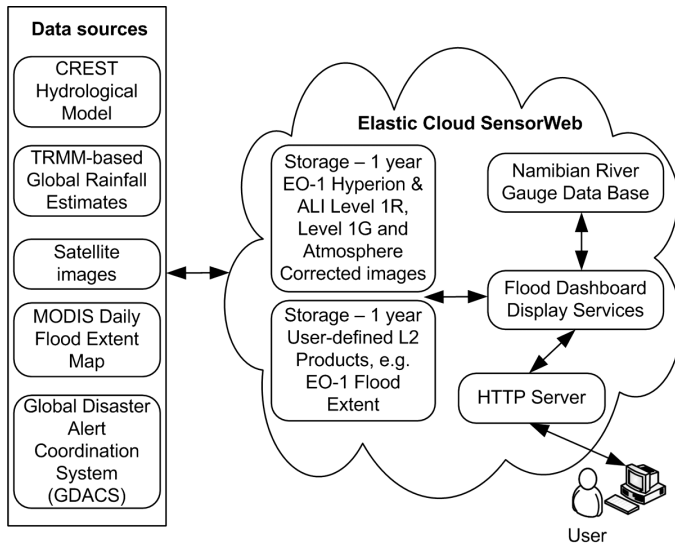 Data sources
CREST
Hydrological
Model
TRMM-based
Global Rainfall
Estimates
Satellite
images
MODIS Daily
Flood Extent
Map
Global Disaster
Alert
Coordination
System
(GDACS)
Elastic Cloud SensorWeb
Storage – 1 year
EO-1 Hyperion &
ALI Level 1R,
Level 1G and
Atmosphere
Corrected images
Storage – 1 year
User-defined L2
Products, e.g.
EO-1 Flood
Extent
Namibian River
Gauge Data Base
Flood Dashboard
Display Services
HTTP Server
User